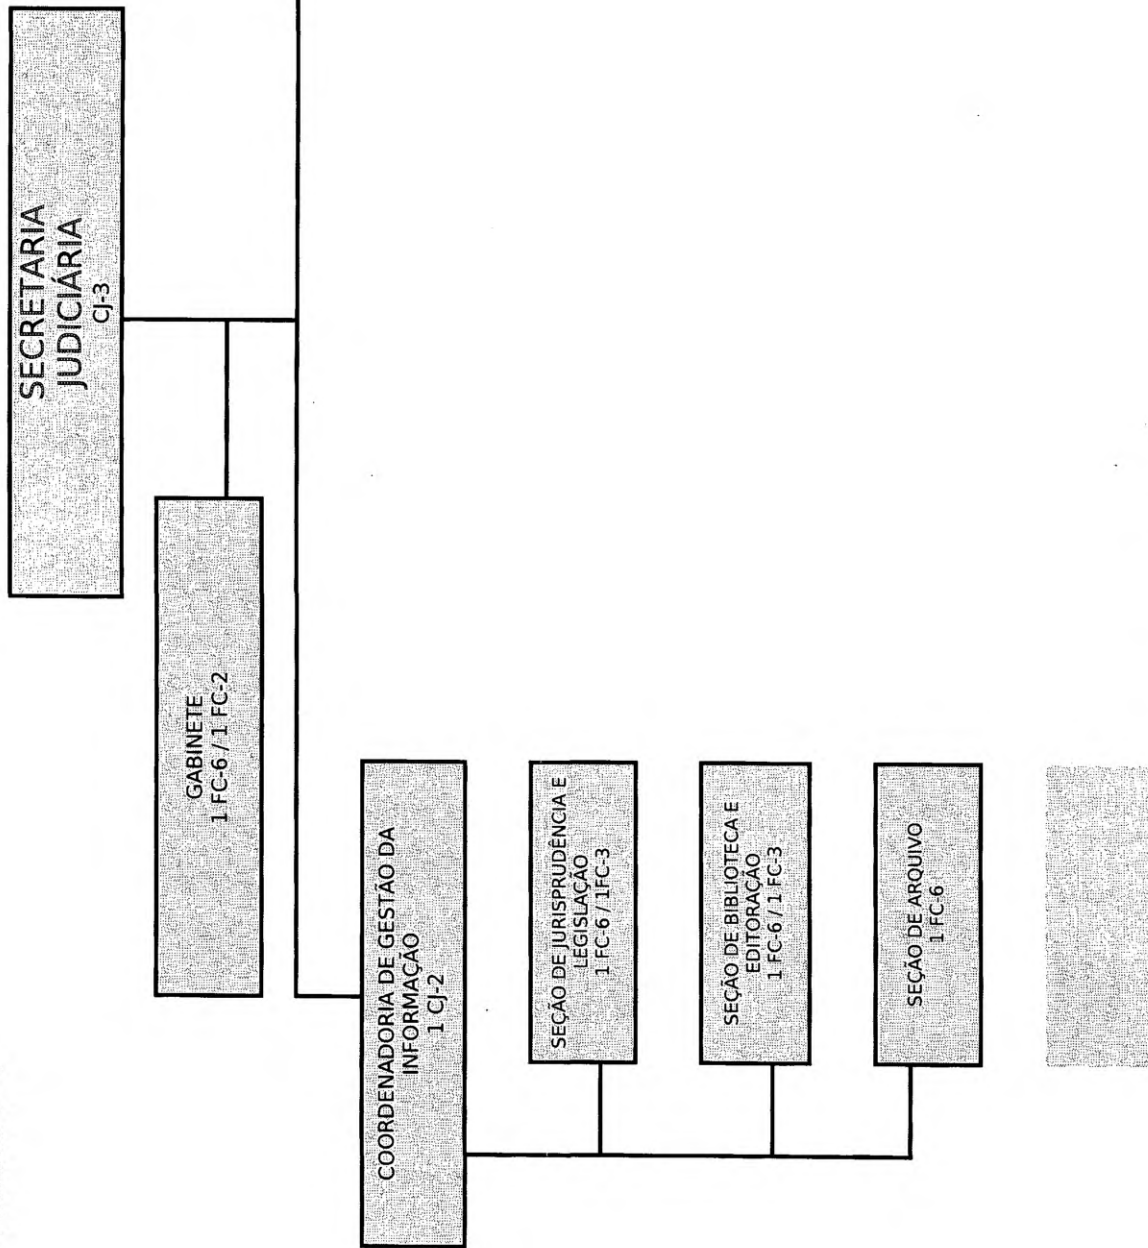 SECRETARIA
JUDICIÁRIA
CJ-3
GABINETE
1 FC-6 / 1 FC-2
COORDENADORIA DE GESTÃO DA
INFORMAÇÃO
1 CJ-2
SEÇÃO DE JURISPRUDÊNCIA E
LEGISLAÇÃO
1 FC-6 / 1FC-3
SEÇÃO DE BIBLIOTECA E
EDITORAÇÃO
1 FC-6 / 1 FC-3
SEÇÃO DE ARQUIVO
1 FC-6